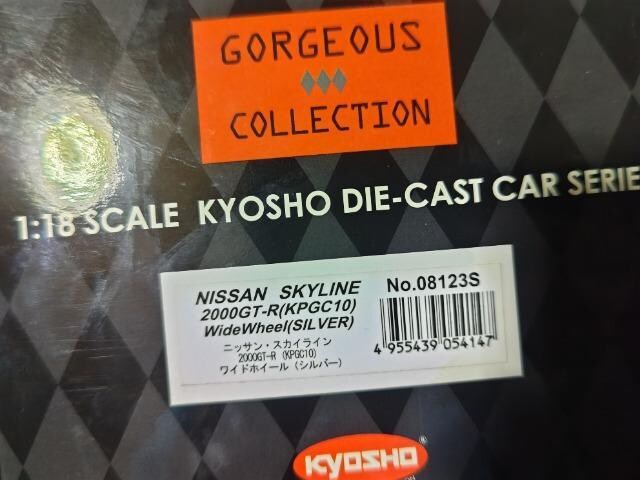 GORGEOUS
COLLECTION
1:18 SCALE KYOSHO DIE-CAST CAR SERIE
NISSAN SKYLINE
2000GT-R(KPGC10)
WideWheel(SILVER)
ニッサン・スカイライン
2000GT-R (KPGC10)
ワイドホイール (シルバー)
No.08123S
4 955439 054147
KYOSHO®